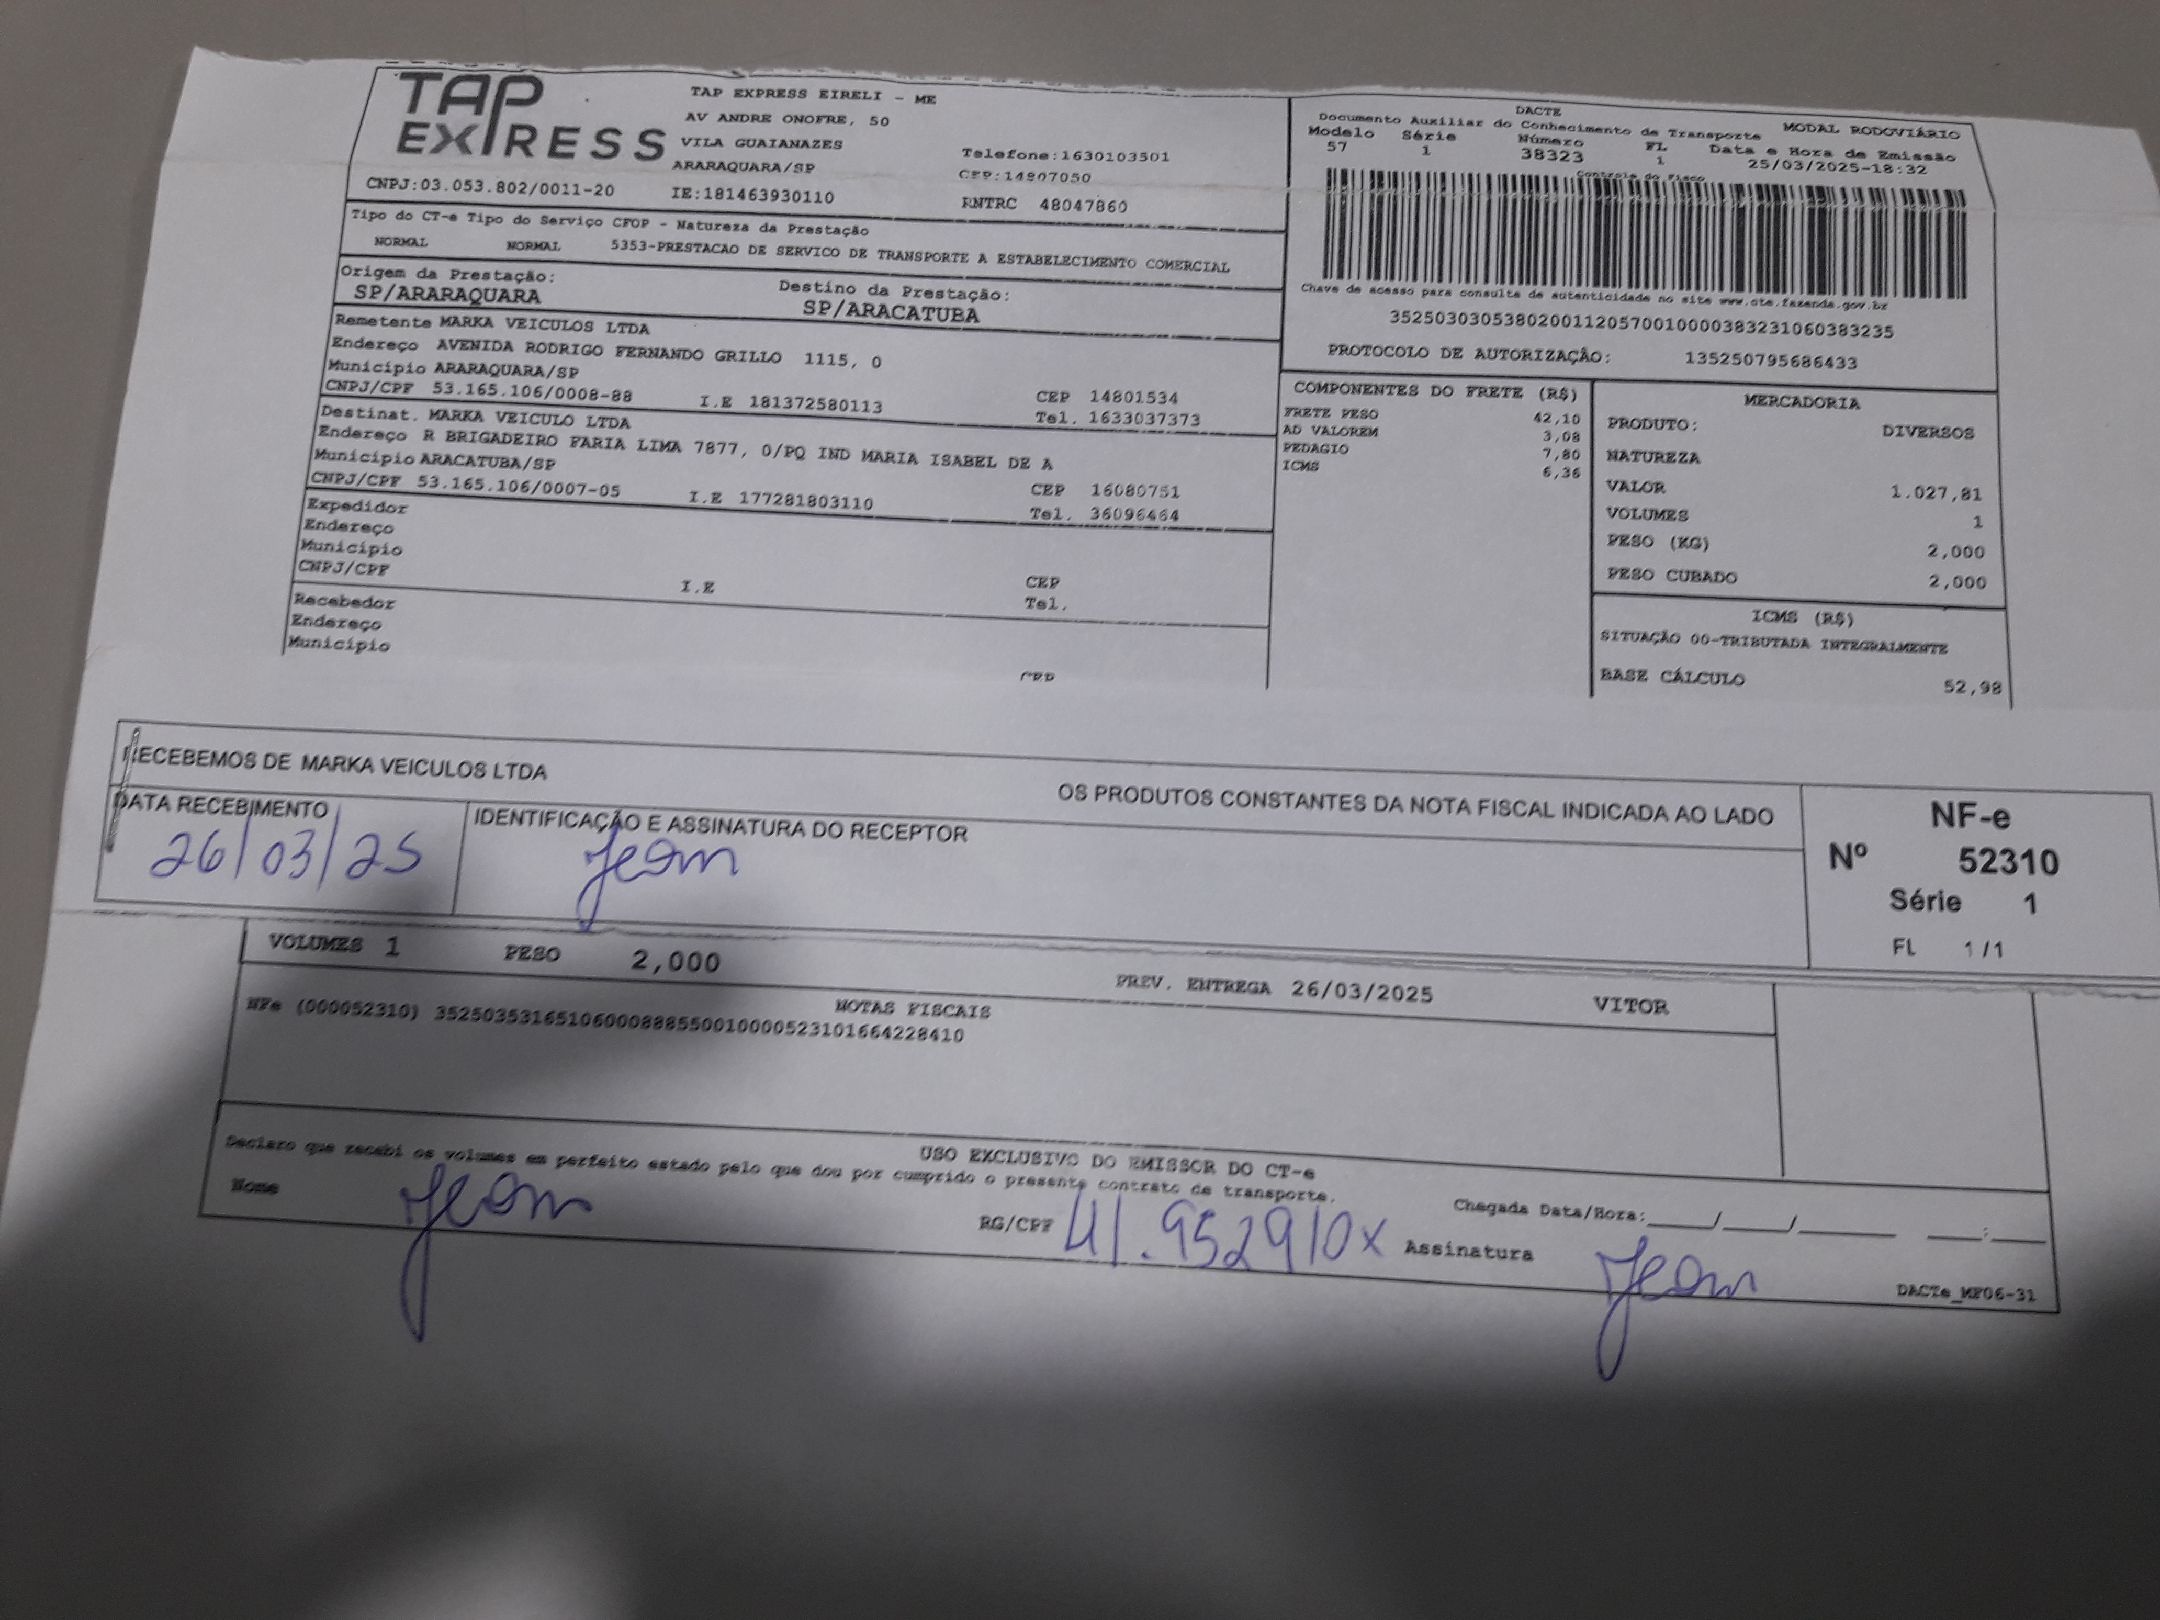 TAP EXPRESS
TAP EXPRESS EIRELI - ME
AV ANDRE ONOFRE, 50
VILA GUAIANAZES
ARARAQUARA/SP
Telefone:1630103501
CEP:14807050
CNPJ:03.053.802/0011-20 IE:181463930110 RNTRC 48047860
DACTE
Documento Auxiliar do Conhecimento de Transporte MODAL RODOVIÁRIO
Modelo Série Número FL Data e Hora de Emissão
57 1 38323 1 25/03/2025-18:32
Controle do Fisco
Chave de acesso para consulta de autenticidade no site www.cte.fazenda.gov.br
35250303053802001120570010000383231060383235
PROTOCOLO DE AUTORIZAÇÃO: 135250795686433
Tipo do CT-e Tipo do Serviço CFOP - Natureza da Prestação
NORMAL NORMAL 5353-PRESTACAO DE SERVICO DE TRANSPORTE A ESTABELECIMENTO COMERCIAL
Origem da Prestação: Destino da Prestação:
SP/ARARAQUARA SP/ARACATUBA
Remetente MARKA VEICULOS LTDA
Endereço AVENIDA RODRIGO FERNANDO GRILLO 1115, 0
Município ARARAQUARA/SP CEP 14801534
CNPJ/CPF 53.165.106/0008-88 I.E 181372580113 Tel. 1633037373
Destinat. MARKA VEICULO LTDA
Endereço R BRIGADEIRO FARIA LIMA 7877, 0/PQ IND MARIA ISABEL DE A
Município ARACATUBA/SP CEP 16080751
CNPJ/CPF 53.165.106/0007-05 I.E 177281803110 Tel. 36096464
Expedidor
Endereço
Município CEP
CNPJ/CPF I.E Tel.
Recebedor
Endereço
Município CEP
COMPONENTES DO FRETE (R$)
FRETE PESO 42,10
AD VALOREM 3,08
PEDAGIO 7,80
ICMS 6,36
MERCADORIA
PRODUTO: DIVERSOS
NATUREZA
VALOR 1.027,81
VOLUMES 1
PESO (KG) 2,000
PESO CUBADO 2,000
ICMS (R$)
SITUAÇÃO 00-TRIBUTADA INTEGRALMENTE
BASE CÁLCULO 52,98
RECEBEMOS DE MARKA VEICULOS LTDA OS PRODUTOS CONSTANTES DA NOTA FISCAL INDICADA AO LADO
DATA RECEBIMENTO IDENTIFICAÇÃO E ASSINATURA DO RECEPTOR
26/03/25 Jean
NF-e
Nº 52310
Série 1
FL 1 /1
VOLUMES 1 PESO 2,000 PREV. ENTREGA 26/03/2025 VITOR
NOTAS FISCAIS
NFe (000052310) 35250353165106000888550010000523101664228410
USO EXCLUSIVO DO EMISSOR DO CT-e
Declaro que recebi os volumes em perfeito estado pelo que dou por cumprido o presente contrato de transporte.
Chegada Data/Hora:____/____/______ ___:___
Nome Jean RG/CPF 41.952910x Assinatura Jean
DACTe_MF06-31